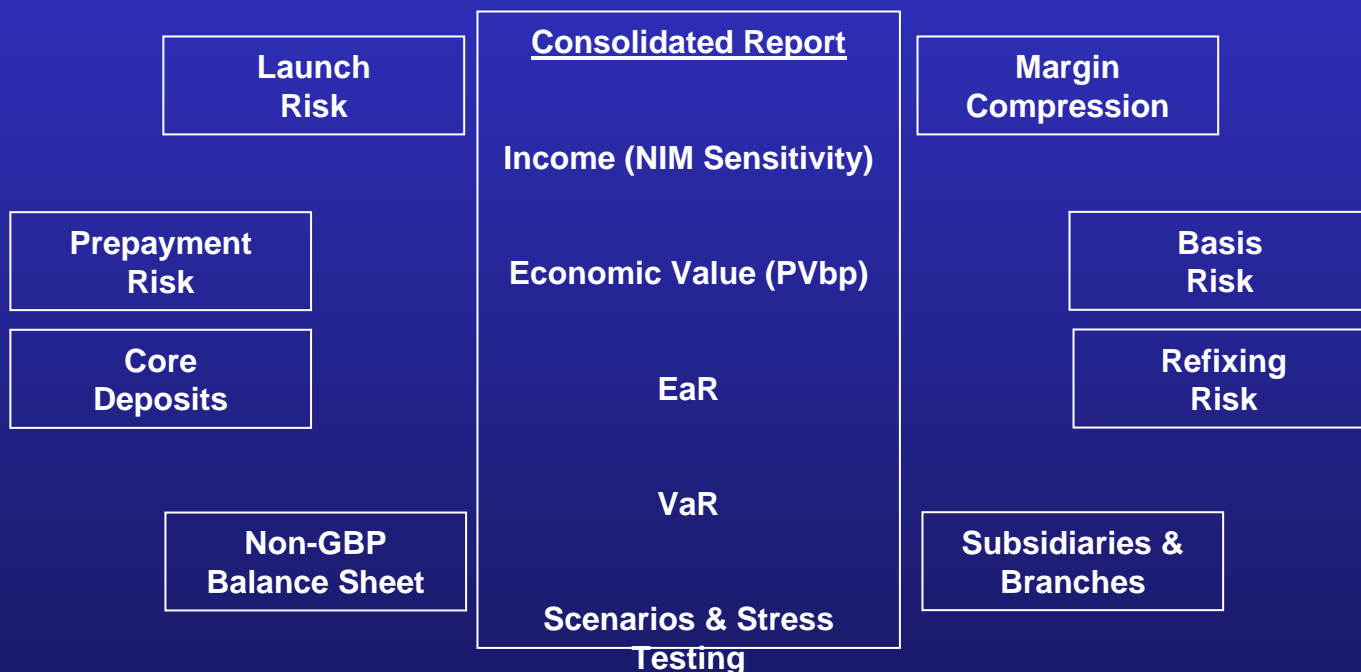 Consolidated Report
Launch
Risk
Margin
Compression
Income (NIM Sensitivity)
Prepayment
Risk
Economic Value (PVbp)
Basis
Risk
Core
Deposits
EaR
Refixing
Risk
VaR
Non-GBP
Balance Sheet
Subsidiaries &
Branches
Scenarios & Stress
Testing